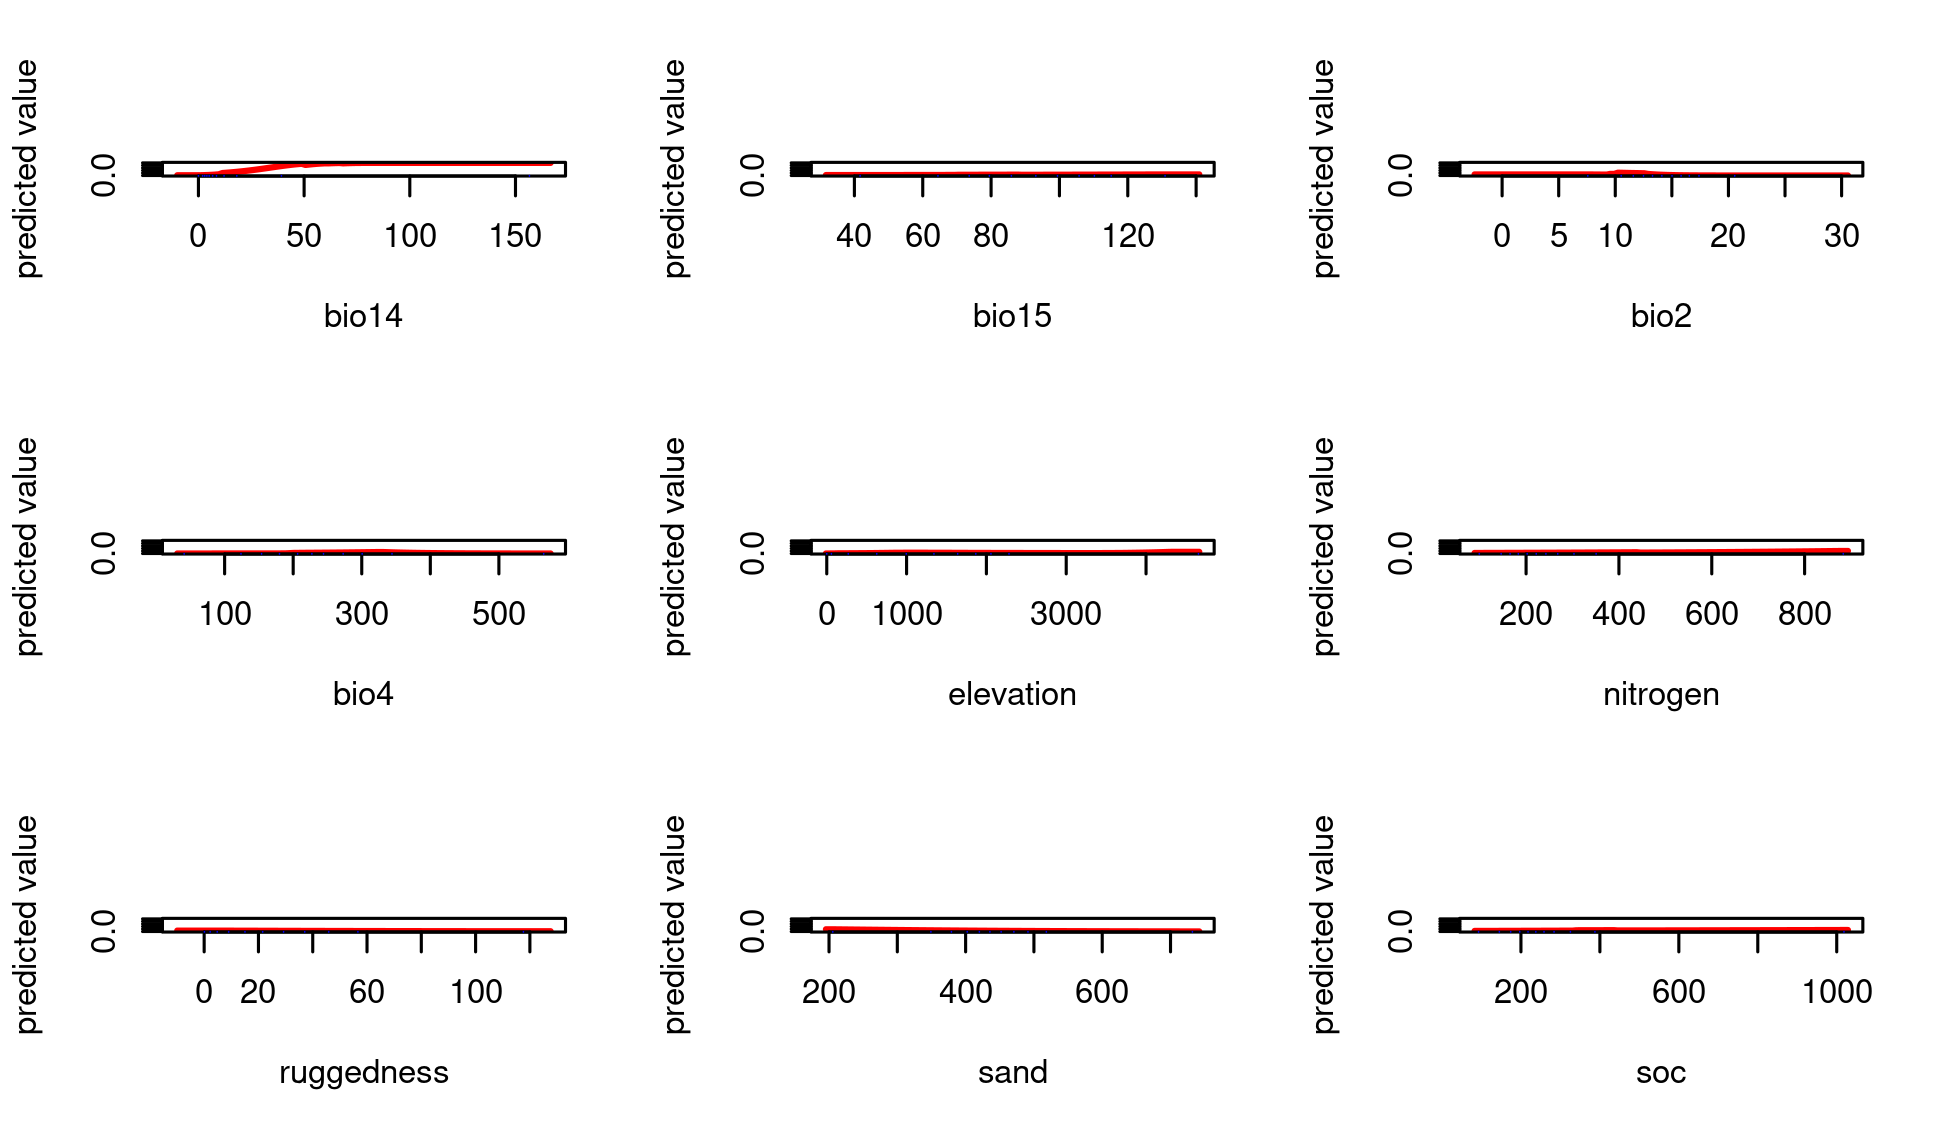 predicted value
0.0
0 50 100 150
bio14
predicted value
0.0
40 60 80 120
bio15
predicted value
0.0
0 5 10 20 30
bio2
predicted value
0.0
100 300 500
bio4
predicted value
0.0
0 1000 3000
elevation
predicted value
0.0
200 400 600 800
nitrogen
predicted value
0.0
0 20 60 100
ruggedness
predicted value
0.0
200 400 600
sand
predicted value
0.0
200 600 1000
soc